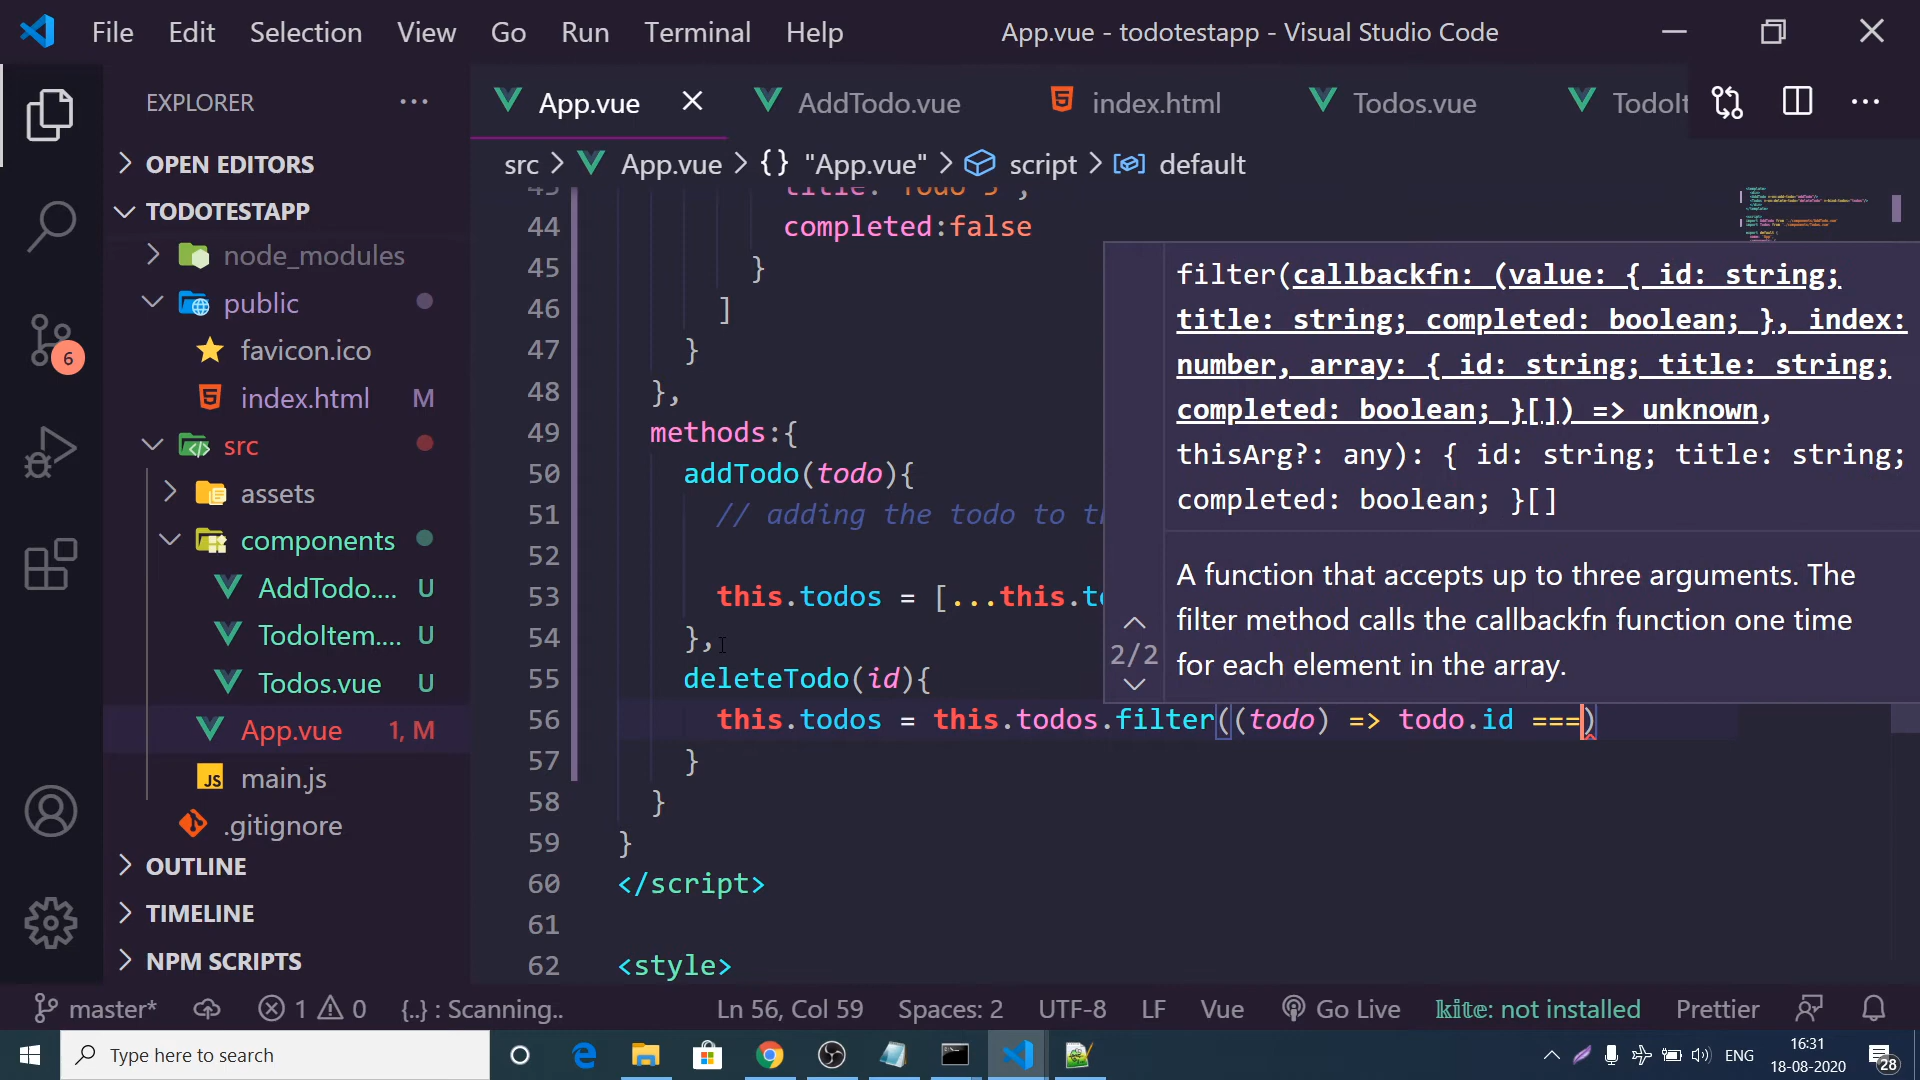 File Edit Selection View Go Run Terminal Help
App.vue - todotestapp - Visual Studio Code
EXPLORER
OPEN EDITORS
TODOTESTAPP
node_modules
public
favicon.ico
index.html M
src
assets
components
AddTodo.... U
TodoItem.... U
Todos.vue U
App.vue 1, M
main.js
.gitignore
OUTLINE
TIMELINE
NPM SCRIPTS
6
App.vue AddTodo.vue index.html Todos.vue TodoIt
src > App.vue > {} "App.vue" > script > default
44 completed:false
45 }
46 ]
47 }
48 },
49 methods:{
50 addTodo(todo){
51 // adding the todo to th
52
53 this.todos = [...this.to
54 },
55 deleteTodo(id){
56 this.todos = this.todos.filter((todo) => todo.id ===)
57 }
58 }
59 }
60 </script>
61
62 <style>
filter(callbackfn: (value: { id: string;
title: string; completed: boolean; }, index:
number, array: { id: string; title: string;
completed: boolean; }[]) => unknown,
thisArg?: any): { id: string; title: string;
completed: boolean; }[]
2/2
A function that accepts up to three arguments. The
filter method calls the callbackfn function one time
for each element in the array.
master* 1 0 {..} : Scanning.. Ln 56, Col 59 Spaces: 2 UTF-8 LF Vue Go Live kite: not installed Prettier
Type here to search
ENG
16:31
18-08-2020
28